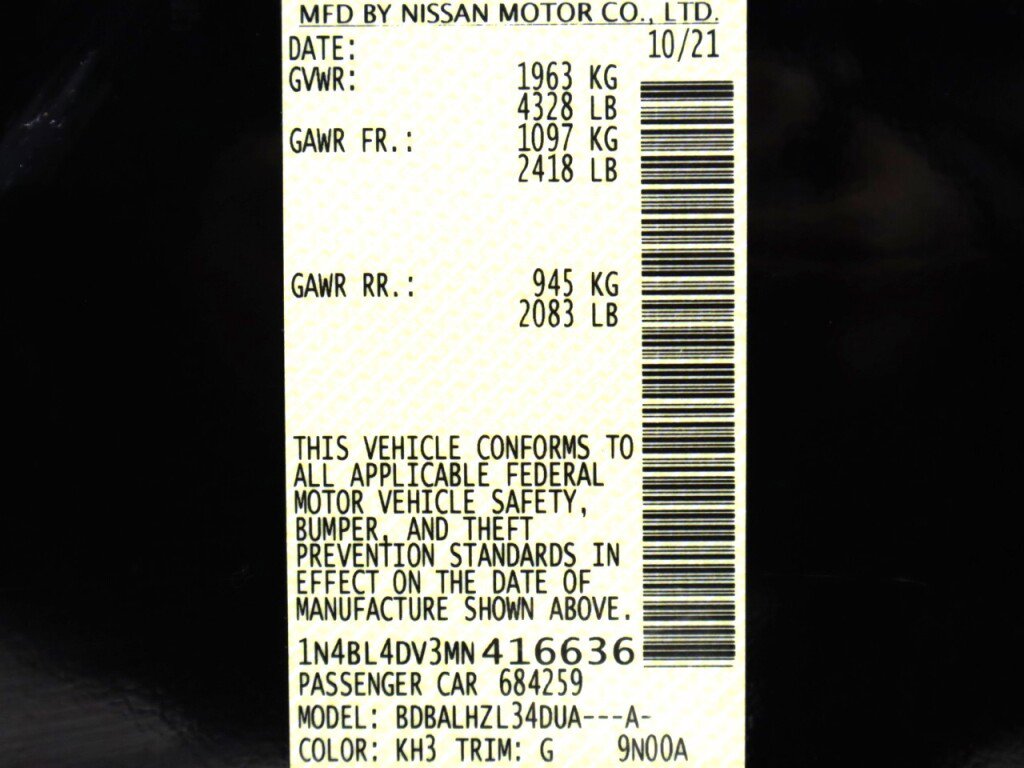 MFD BY NISSAN MOTOR CO., LTD.
DATE: 10/21
GVWR: 1963 KG
4328 LB
GAWR FR.: 1097 KG
2418 LB
GAWR RR.: 945 KG
2083 LB
THIS VEHICLE CONFORMS TO
ALL APPLICABLE FEDERAL
MOTOR VEHICLE SAFETY,
BUMPER, AND THEFT
PREVENTION STANDARDS IN
EFFECT ON THE DATE OF
MANUFACTURE SHOWN ABOVE.
1N4BL4DV3MN416636
PASSENGER CAR 684259
MODEL: BDBALHZL34DUA---A-
COLOR: KH3 TRIM: G 9N00A